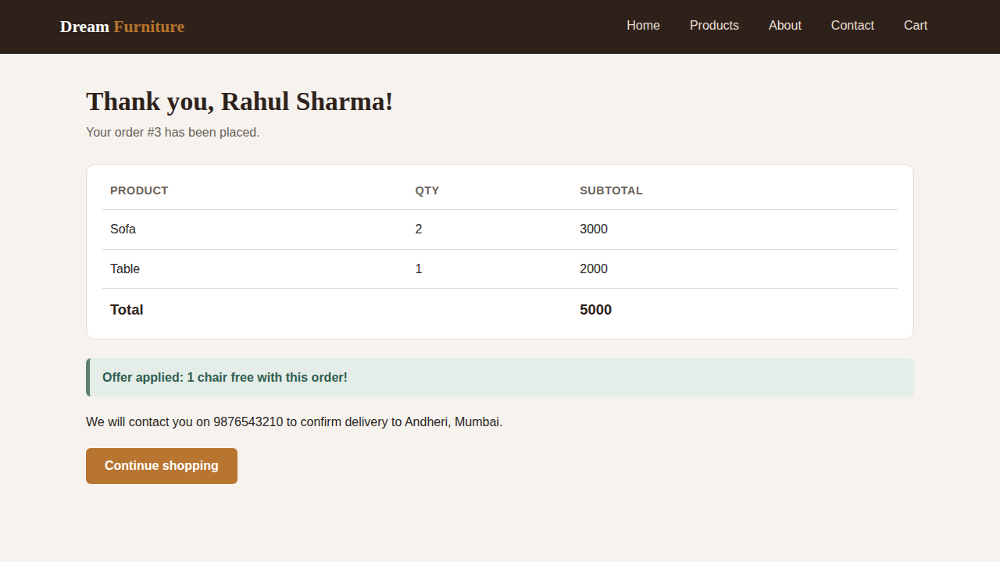 Dream Furniture Home Products About Contact Cart
Thank you, Rahul Sharma!
Your order #3 has been placed.
PRODUCT QTY SUBTOTAL
Sofa 2 3000
Table 1 2000
Total 5000
Offer applied: 1 chair free with this order!
We will contact you on 9876543210 to confirm delivery to Andheri, Mumbai.
Continue shopping